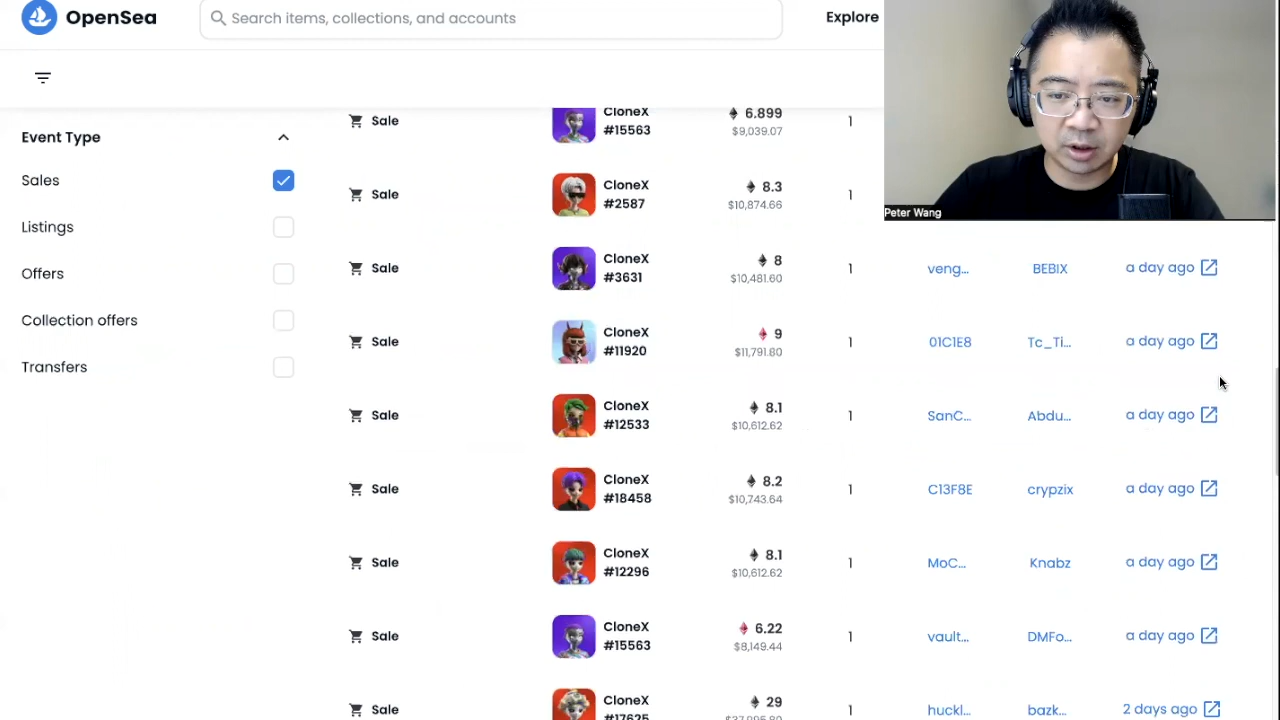 OpenSea
Search items, collections, and accounts
Explore
Peter Wang
Event Type
Sales
Listings
Offers
Collection offers
Transfers
Sale CloneX #15563 6.899 $9,039.07 1
Sale CloneX #2587 8.3 $10,874.66 1
Sale CloneX #3631 8 $10,481.60 1 veng... BEBIX a day ago
Sale CloneX #11920 9 $11,791.80 1 01C1E8 Tc_Ti... a day ago
Sale CloneX #12533 8.1 $10,612.62 1 SanC... Abdu... a day ago
Sale CloneX #18458 8.2 $10,743.64 1 C13F8E crypzix a day ago
Sale CloneX #12296 8.1 $10,612.62 1 MoC... Knabz a day ago
Sale CloneX #15563 6.22 $8,149.44 1 vault... DMFo... a day ago
Sale CloneX #17625 29 $37,995.80 1 huckl... bazk... 2 days ago